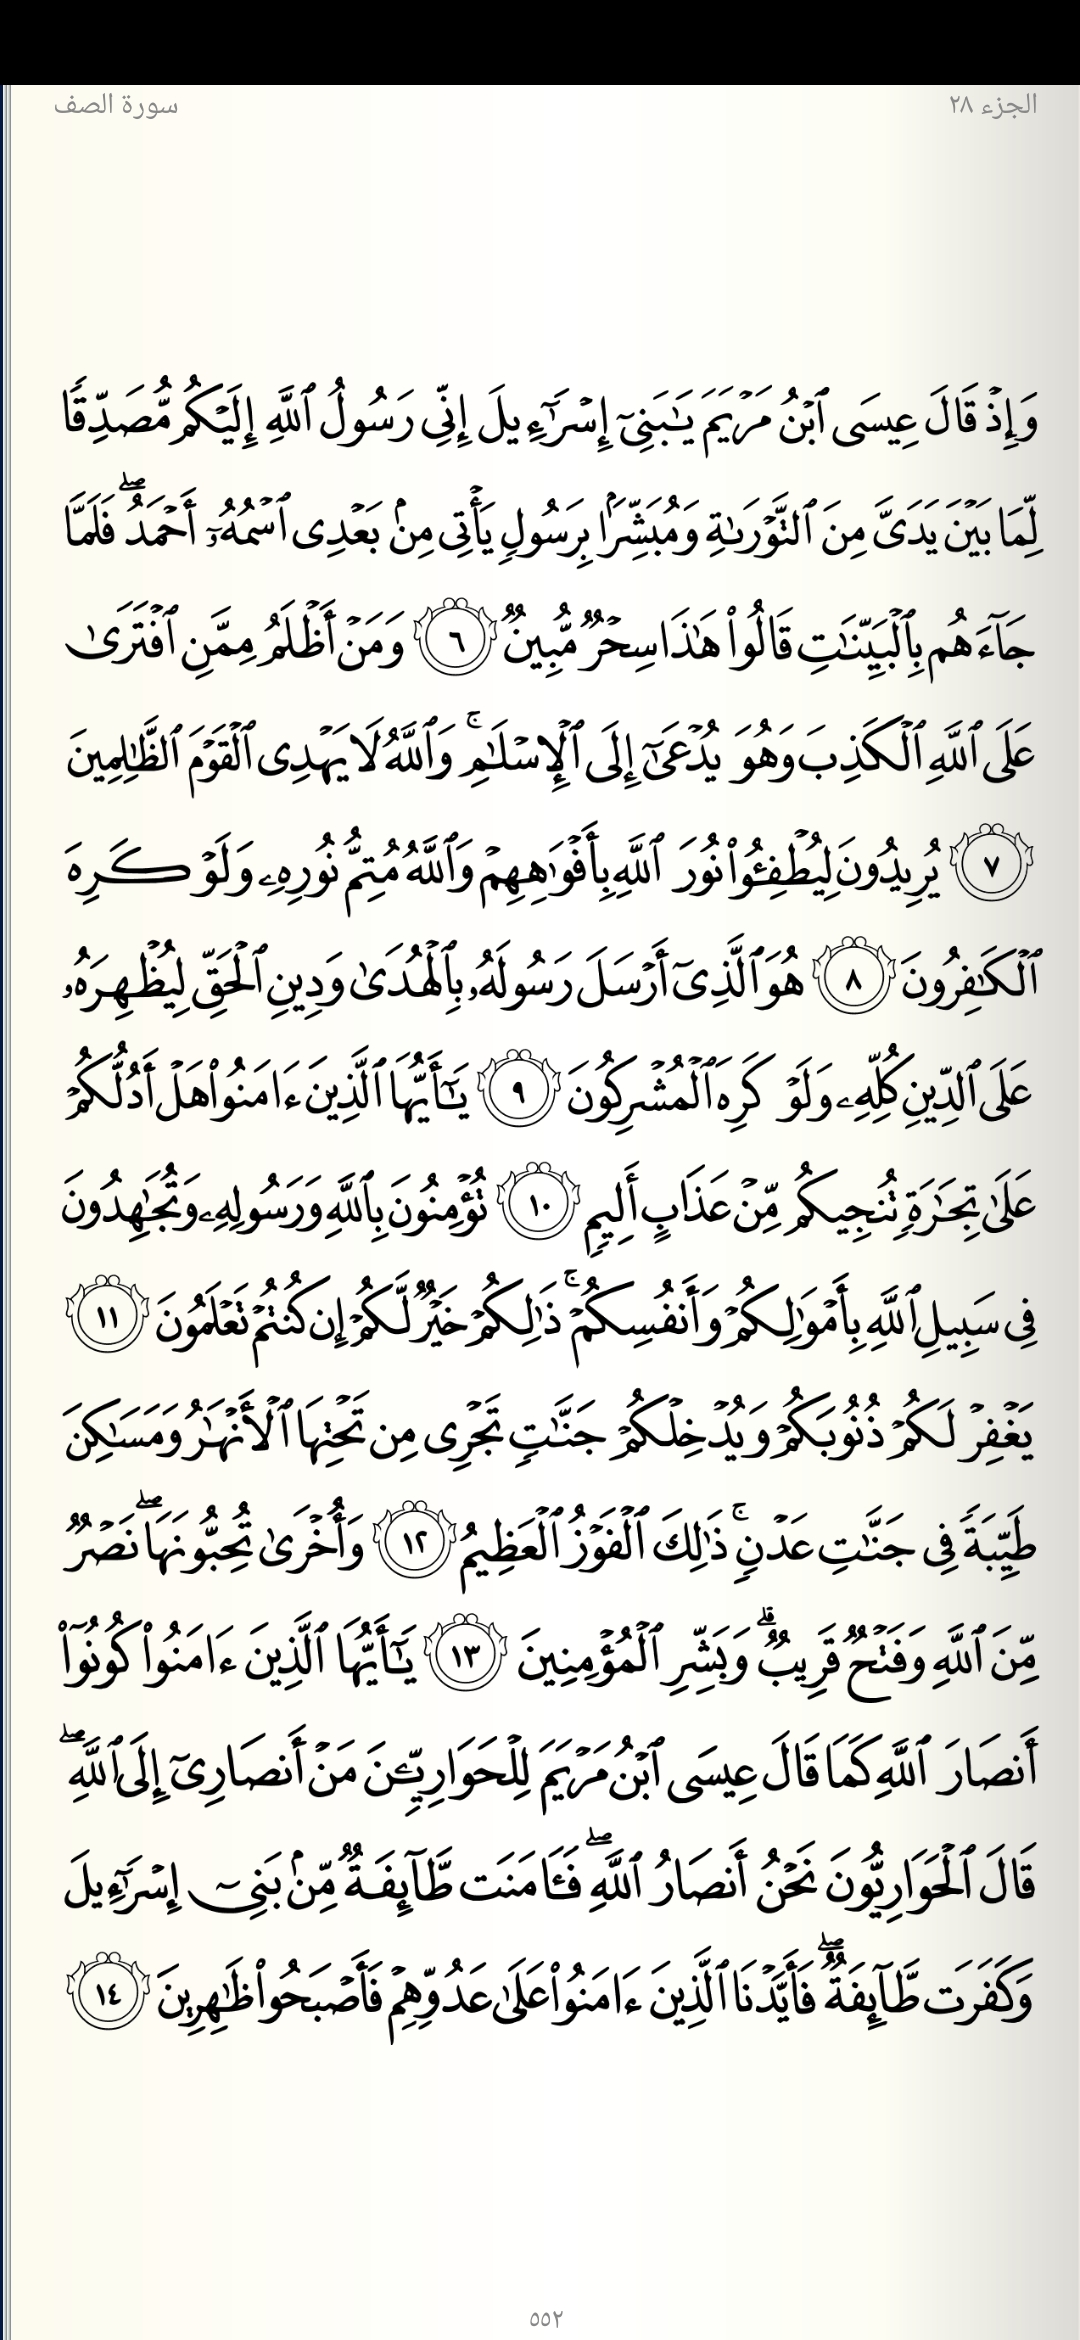 الجزء ٢٨
سورة الصف
وَإِذۡ قَالَ عِيسَى ٱبۡنُ مَرۡيَمَ يَـٰبَنِىٓ إِسۡرَـٰٓءِيلَ إِنِّى رَسُولُ ٱللَّهِ إِلَيۡكُم مُّصَدِّقٗا
لِّمَا بَيۡنَ يَدَىَّ مِنَ ٱلتَّوۡرَىٰةِ وَمُبَشِّرَۢا بِرَسُولٖ يَأۡتِى مِنۢ بَعۡدِى ٱسۡمُهُۥٓ أَحۡمَدُۖ فَلَمَّا
جَآءَهُم بِٱلۡبَيِّنَـٰتِ قَالُواْ هَـٰذَا سِحۡرٞ مُّبِينٞ ٦ وَمَنۡ أَظۡلَمُ مِمَّنِ ٱفۡتَرَىٰ
عَلَى ٱللَّهِ ٱلۡكَذِبَ وَهُوَ يُدۡعَىٰٓ إِلَى ٱلۡإِسۡلَـٰمِۚ وَٱللَّهُ لَا يَهۡدِى ٱلۡقَوۡمَ ٱلظَّـٰلِمِينَ
٧ يُرِيدُونَ لِيُطۡفِـُٔواْ نُورَ ٱللَّهِ بِأَفۡوَٰهِهِمۡ وَٱللَّهُ مُتِمُّ نُورِهِۦ وَلَوۡ كَرِهَ
ٱلۡكَـٰفِرُونَ ٨ هُوَ ٱلَّذِىٓ أَرۡسَلَ رَسُولَهُۥ بِٱلۡهُدَىٰ وَدِينِ ٱلۡحَقِّ لِيُظۡهِرَهُۥ
عَلَى ٱلدِّينِ كُلِّهِۦ وَلَوۡ كَرِهَ ٱلۡمُشۡرِكُونَ ٩ يَـٰٓأَيُّهَا ٱلَّذِينَ ءَامَنُواْ هَلۡ أَدُلُّكُمۡ
عَلَىٰ تِجَـٰرَةٖ تُنجِيكُم مِّنۡ عَذَابٍ أَلِيمٖ ١٠ تُؤۡمِنُونَ بِٱللَّهِ وَرَسُولِهِۦ وَتُجَـٰهِدُونَ
فِى سَبِيلِ ٱللَّهِ بِأَمۡوَٰلِكُمۡ وَأَنفُسِكُمۡۚ ذَٰلِكُمۡ خَيۡرٞ لَّكُمۡ إِن كُنتُمۡ تَعۡلَمُونَ ١١
يَغۡفِرۡ لَكُمۡ ذُنُوبَكُمۡ وَيُدۡخِلۡكُمۡ جَنَّـٰتٖ تَجۡرِى مِن تَحۡتِهَا ٱلۡأَنۡهَـٰرُ وَمَسَـٰكِنَ
طَيِّبَةٗ فِى جَنَّـٰتِ عَدۡنٖۚ ذَٰلِكَ ٱلۡفَوۡزُ ٱلۡعَظِيمُ ١٢ وَأُخۡرَىٰ تُحِبُّونَهَاۖ نَصۡرٞ
مِّنَ ٱللَّهِ وَفَتۡحٞ قَرِيبٞۗ وَبَشِّرِ ٱلۡمُؤۡمِنِينَ ١٣ يَـٰٓأَيُّهَا ٱلَّذِينَ ءَامَنُواْ كُونُوٓاْ
أَنصَارَ ٱللَّهِ كَمَا قَالَ عِيسَى ٱبۡنُ مَرۡيَمَ لِلۡحَوَارِيِّـۧنَ مَنۡ أَنصَارِىٓ إِلَى ٱللَّهِۖ
قَالَ ٱلۡحَوَارِيُّونَ نَحۡنُ أَنصَارُ ٱللَّهِۖ فَـَٔامَنَت طَّآئِفَةٞ مِّنۢ بَنِىٓ إِسۡرَـٰٓءِيلَ
وَكَفَرَت طَّآئِفَةٞۖ فَأَيَّدۡنَا ٱلَّذِينَ ءَامَنُواْ عَلَىٰ عَدُوِّهِمۡ فَأَصۡبَحُواْ ظَـٰهِرِينَ ١٤
٥٥٢